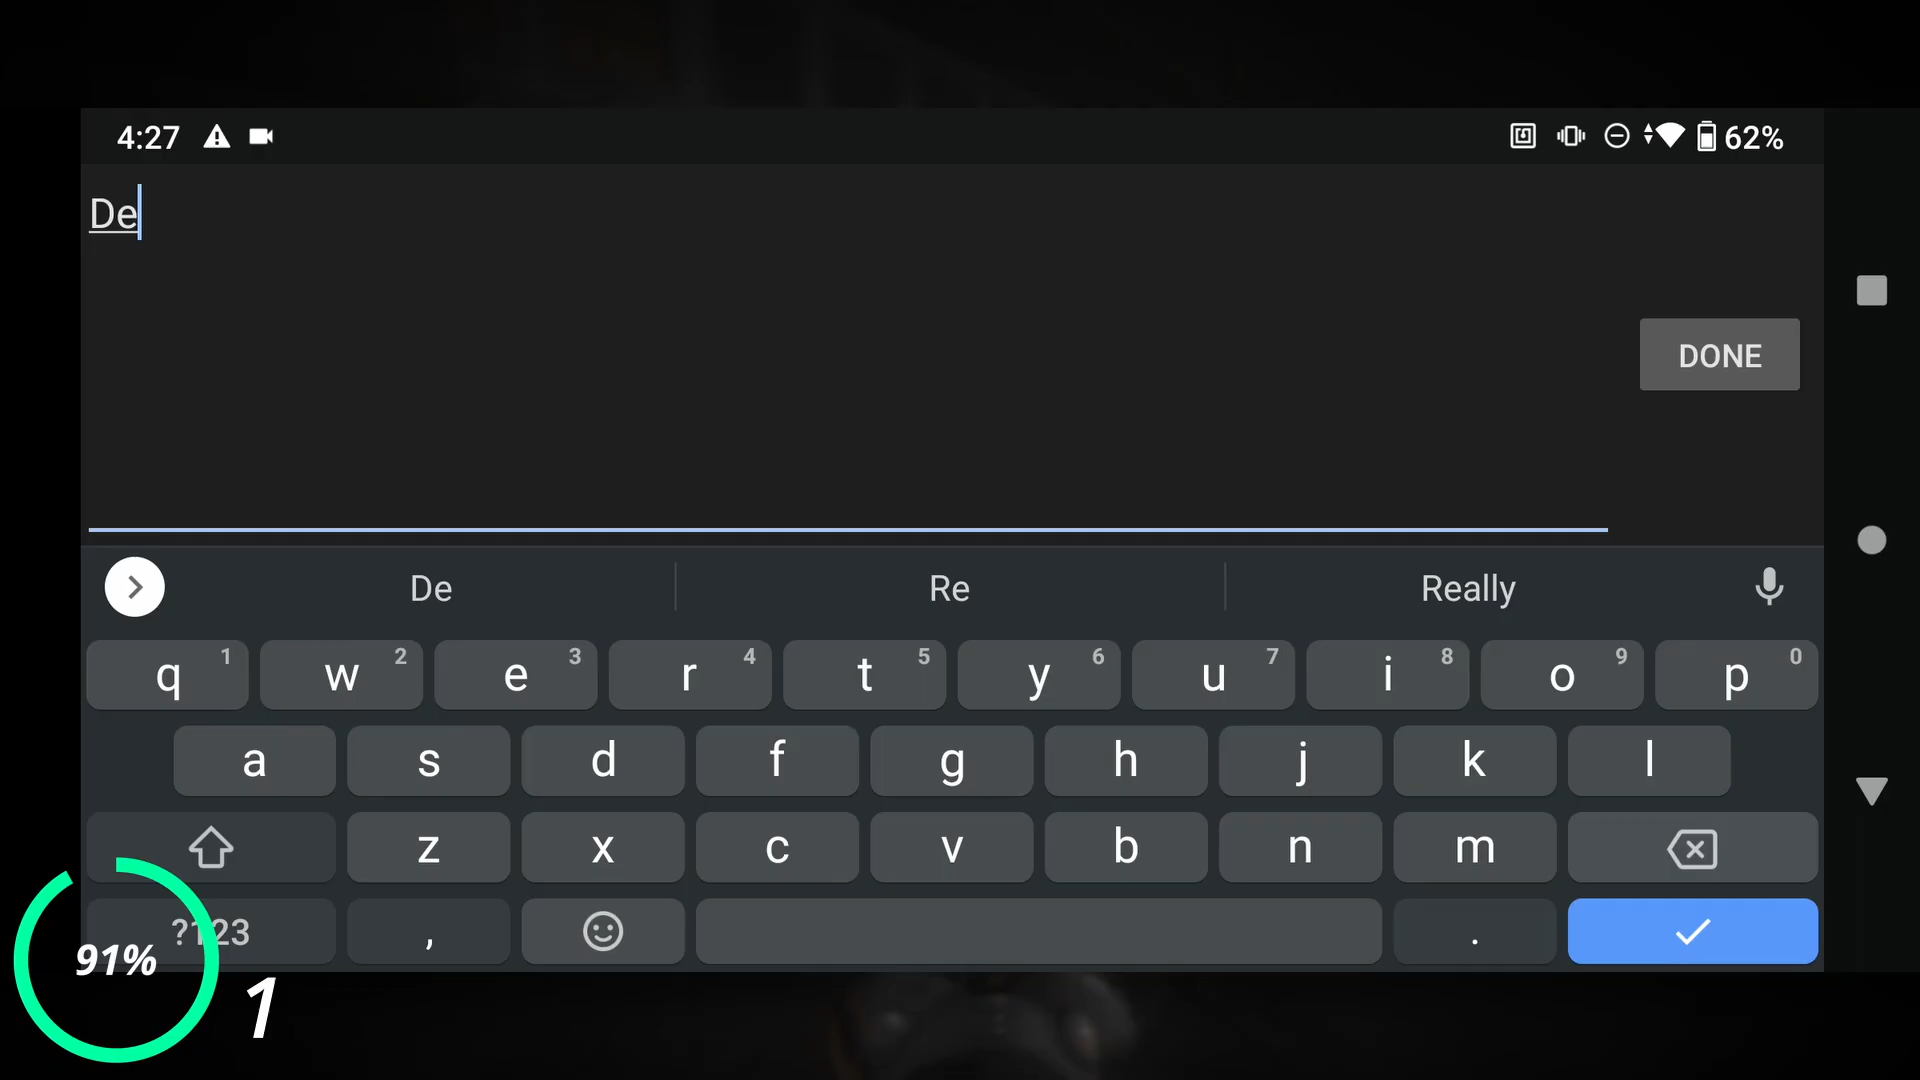 4:27 62%
De
DONE
De Re Really
q 1 w 2 e 3 r 4 t 5 y 6 u 7 i 8 o 9 p 0
a s d f g h j k l
z x c v b n m
?123 , .
91%
1